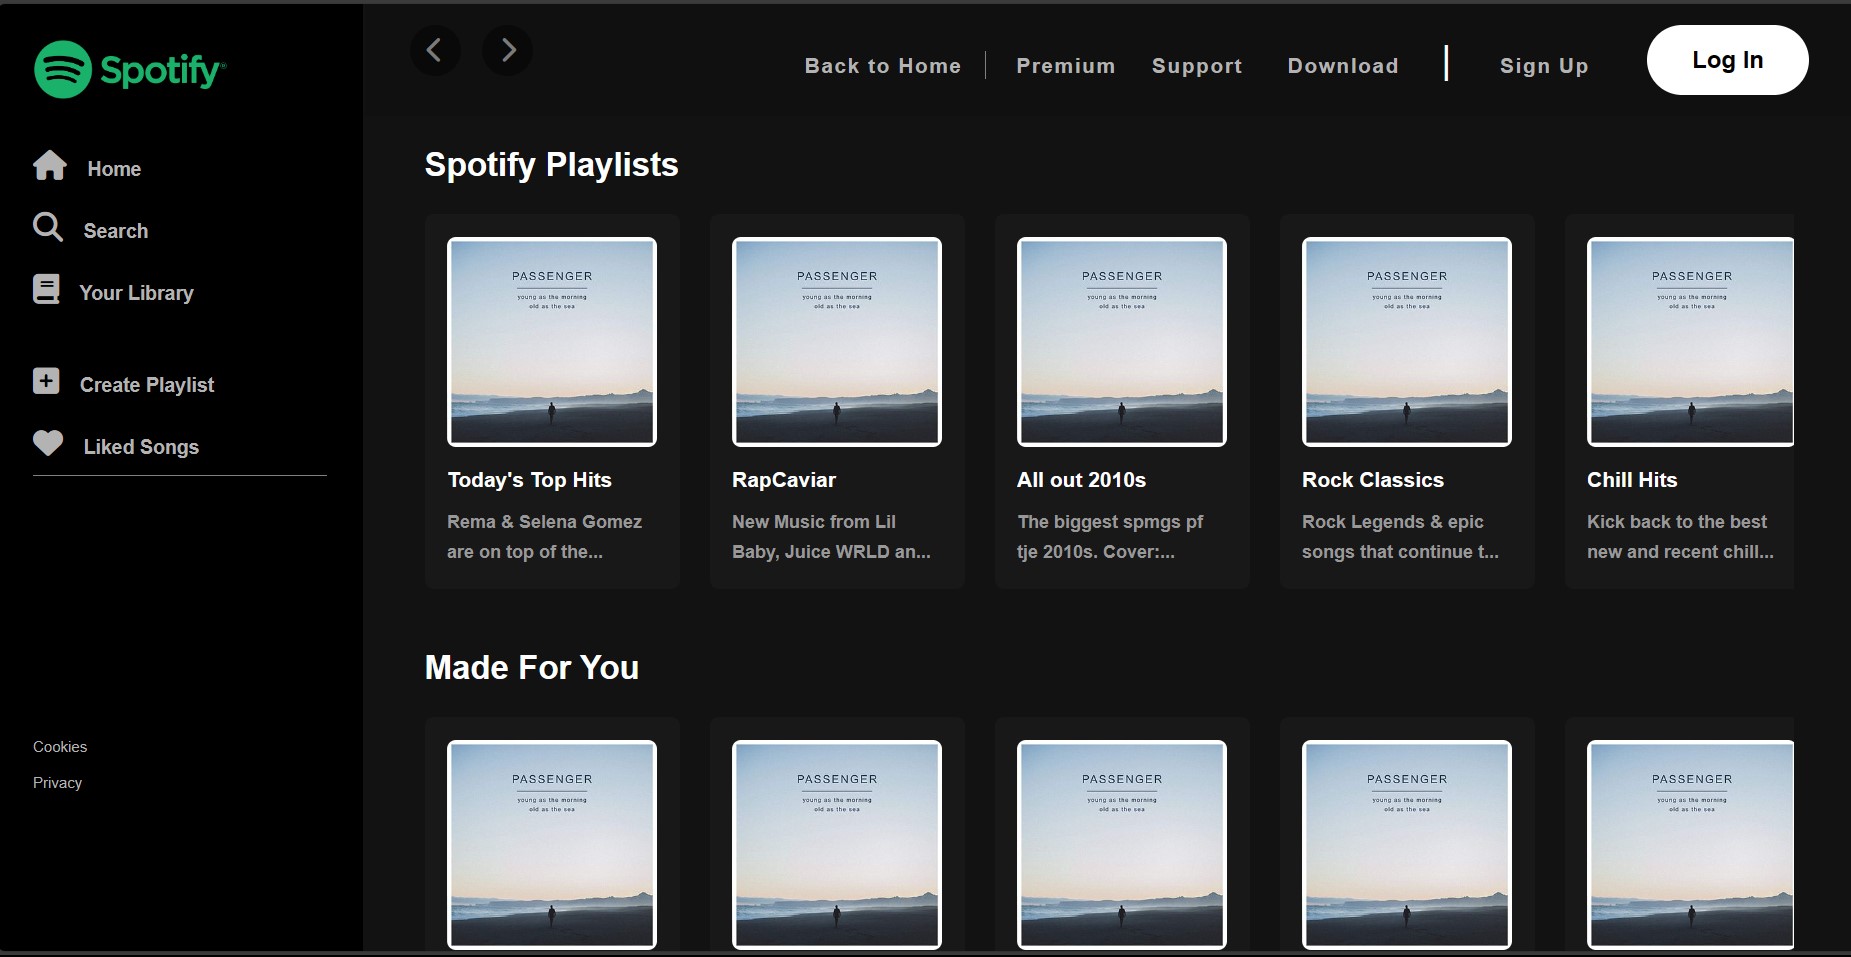 Spotify
Home
Search
Your Library
Create Playlist
Liked Songs
Cookies
Privacy
Back to Home
Premium
Support
Download
Sign Up
Log In
Spotify Playlists
PASSENGER
young as the morning
old as the sea
Today's Top Hits
Rema & Selena Gomez
are on top of the...
PASSENGER
young as the morning
old as the sea
RapCaviar
New Music from Lil
Baby, Juice WRLD an...
PASSENGER
young as the morning
old as the sea
All out 2010s
The biggest spmgs pf
tje 2010s. Cover:...
PASSENGER
young as the morning
old as the sea
Rock Classics
Rock Legends & epic
songs that continue t...
PASSENGER
young as the morning
old as the sea
Chill Hits
Kick back to the best
new and recent chill...
Made For You
PASSENGER
young as the morning
old as the sea
PASSENGER
young as the morning
old as the sea
PASSENGER
young as the morning
old as the sea
PASSENGER
young as the morning
old as the sea
PASSENGER
young as the morning
old as the sea